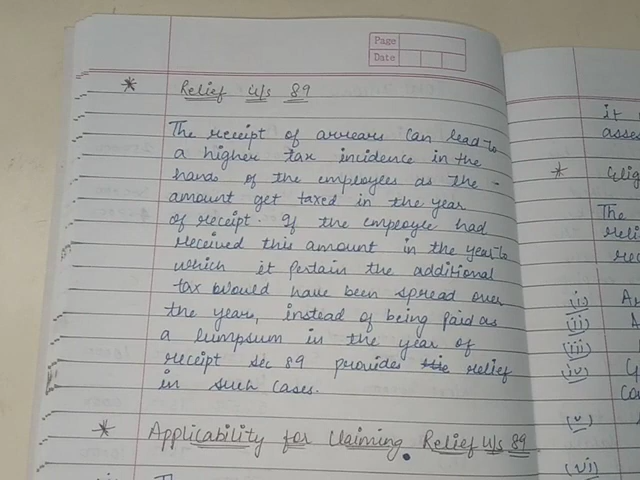 Page
Date
* Relief u/s 89
The receipt of arrears can lead to
a higher tax incidence in the
hands of the employees as the -
amount get taxed in the year
of receipt. If the employee had
received this amount in the year to
which it pertain the additional
tax would have been spread over
the year, instead of being paid as
a lumpsum in the year of
receipt sec 89 provides relief
in such cases.
* Applicability for Claiming Relief u/s 89
it
asses
*
The
reli
rec
(i) A
(ii) A
(iii)
(iv)
co
(v)
(vi)